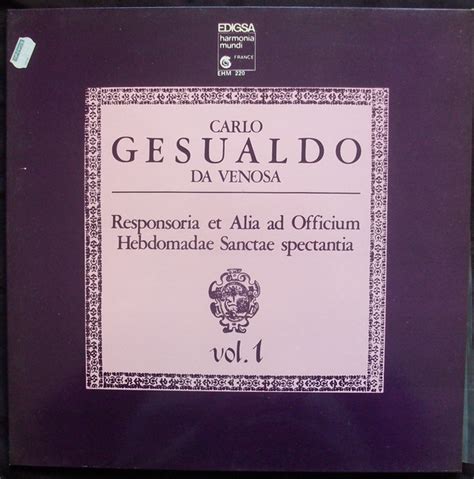 EDIGSA
harmonia
mundi
FRANCE
EHM 220
CARLO
GESUALDO
DA VENOSA
Responsoria et Alia ad Officium
Hebdomadae Sanctae spectantia
vol. 1